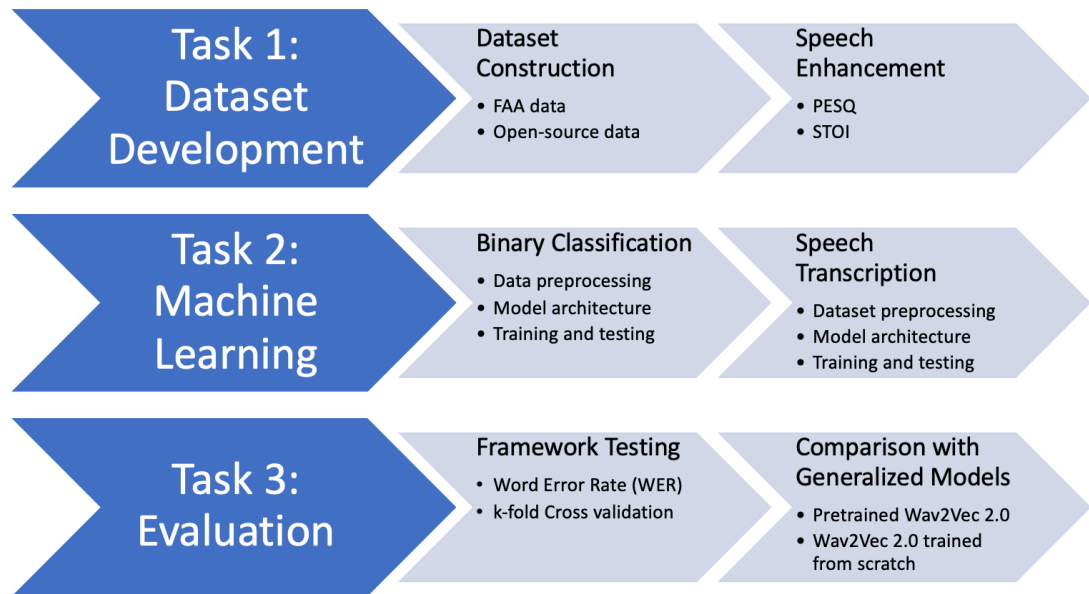 Task 1:
Dataset
Development
Dataset
Construction
• FAA data
• Open-source data
Speech
Enhancement
• PESQ
• STOI
Task 2:
Machine
Learning
Binary Classification
• Data preprocessing
• Model architecture
• Training and testing
Speech
Transcription
• Dataset preprocessing
• Model architecture
• Training and testing
Task 3:
Evaluation
Framework Testing
• Word Error Rate (WER)
• k-fold Cross validation
Comparison with
Generalized Models
• Pretrained Wav2Vec 2.0
• Wav2Vec 2.0 trained
from scratch